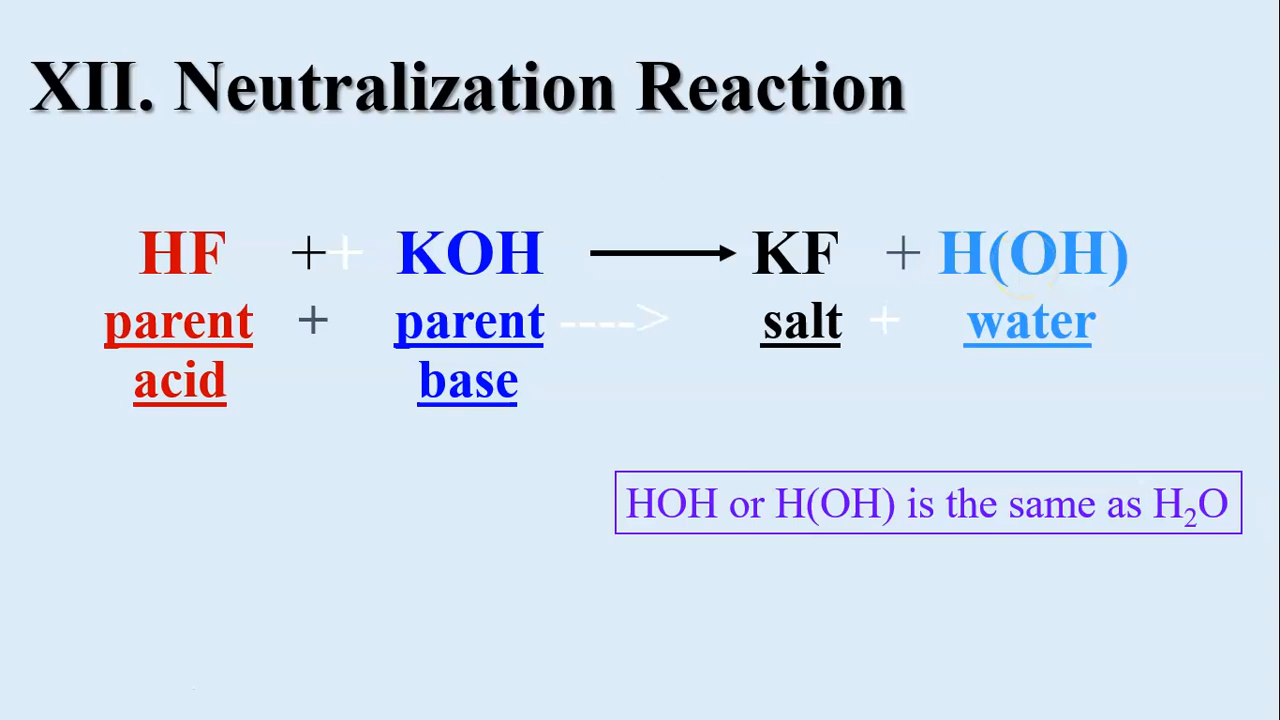 XII. Neutralization Reaction
HF + + KOH ⟶ KF + H(OH)
parent + parent ----> salt + water
acid base
HOH or H(OH) is the same as H₂O